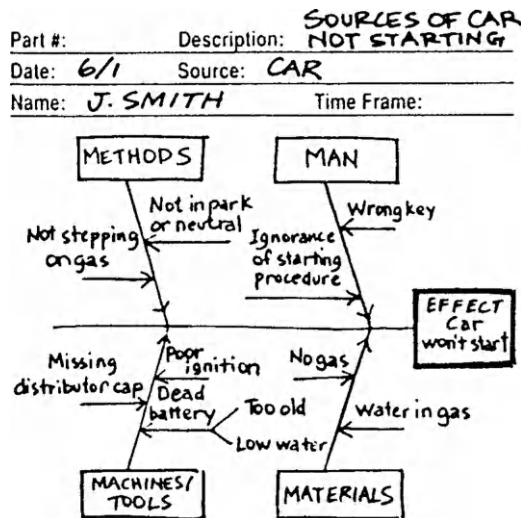 Part #: Description: SOURCES OF CAR
NOT STARTING
Date: 6/1 Source: CAR
Name: J. SMITH Time Frame:
METHODS
MAN
Not in park
or neutral
Not stepping
on gas
Wrong key
Ignorance
of starting
procedure
EFFECT
Car
won't start
Poor
ignition
Missing
distributor cap
Dead
battery
Too old
Low water
No gas
Water in gas
MACHINES/
TOOLS
MATERIALS